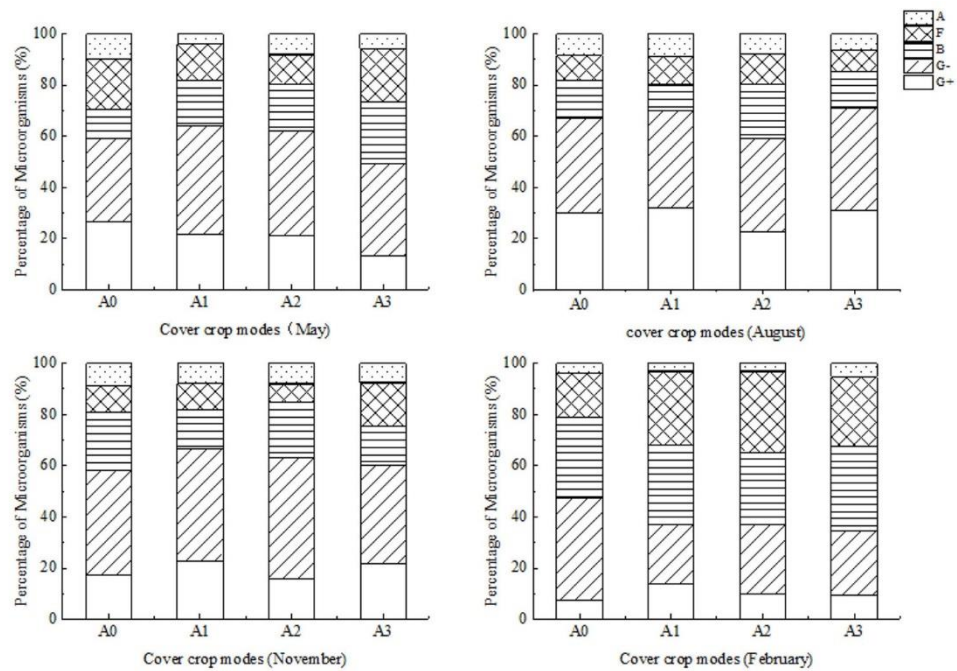 Percentage of Microorganisms (%)
100
80
60
40
20
0
A0 A1 A2 A3
Cover crop modes (May)
Percentage of Microorganisms (%)
100
80
60
40
20
0
A0 A1 A2 A3
cover crop modes (August)
A
F
B
G-
G+
Percentage of Microorganisms (%)
100
80
60
40
20
0
A0 A1 A2 A3
Cover crop modes (November)
Percentage of Microorganisms (%)
100
80
60
40
20
0
A0 A1 A2 A3
Cover crop modes (February)